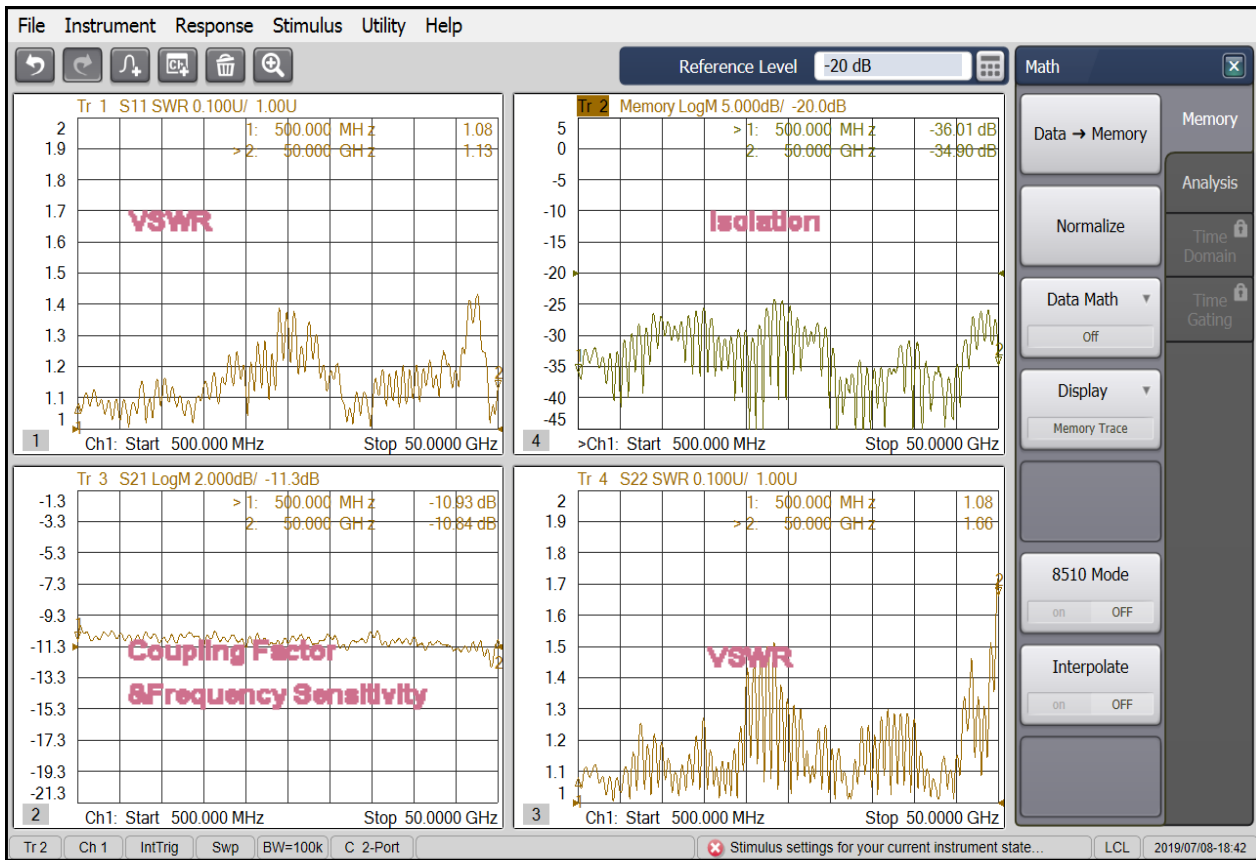 File Instrument Response Stimulus Utility Help
Reference Level -20 dB
Math
Tr 1 S11 SWR 0.100U/ 1.00U
1: 500.000 MHz 1.08
> 2: 50.000 GHz 1.13
2
1.9
1.8
1.7
1.6
1.5
1.4
1.3
1.2
1.1
1
VSWR
1
Ch1: Start 500.000 MHz Stop 50.0000 GHz
Tr 2 Memory LogM 5.000dB/ -20.0dB
> 1: 500.000 MHz -36.01 dB
2: 50.000 GHz -34.90 dB
5
0
-5
-10
-15
-20
-25
-30
-35
-40
-45
Isolation
4
>Ch1: Start 500.000 MHz Stop 50.0000 GHz
Tr 3 S21 LogM 2.000dB/ -11.3dB
> 1: 500.000 MHz -10.93 dB
2: 50.000 GHz -10.84 dB
-1.3
-3.3
-5.3
-7.3
-9.3
-11.3
-13.3
-15.3
-17.3
-19.3
-21.3
Coupling Factor
&Frequency Sensitivity
2
Ch1: Start 500.000 MHz Stop 50.0000 GHz
Tr 4 S22 SWR 0.100U/ 1.00U
1: 500.000 MHz 1.08
> 2: 50.000 GHz 1.66
2
1.9
1.8
1.7
1.6
1.5
1.4
1.3
1.2
1.1
1
VSWR
3
Ch1: Start 500.000 MHz Stop 50.0000 GHz
Data → Memory
Normalize
Data Math
Off
Display
Memory Trace
8510 Mode
on OFF
Interpolate
on OFF
Memory
Analysis
Time
Domain
Time
Gating
Tr 2 Ch 1 IntTrig Swp BW=100k C 2-Port Stimulus settings for your current instrument state... LCL 2019/07/08-18:42